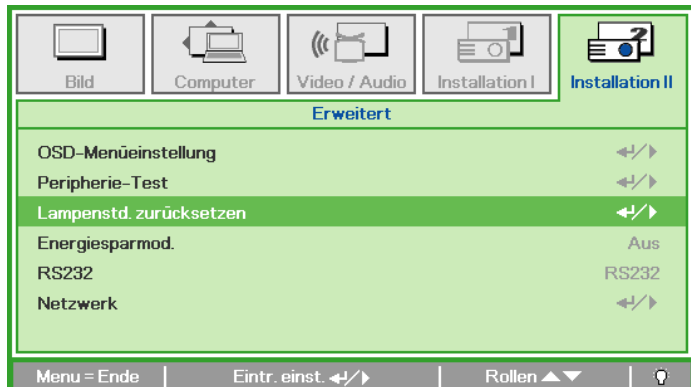 Bild
Computer
Video / Audio
Installation I
2
Installation II
Erweitert
OSD-Menüeinstellung
Peripherie-Test
Lampenstd. zurücksetzen
Energiesparmod. Aus
RS232 RS232
Netzwerk
Menu = Ende Eintr. einst. ↵/▶ Rollen ▲▼